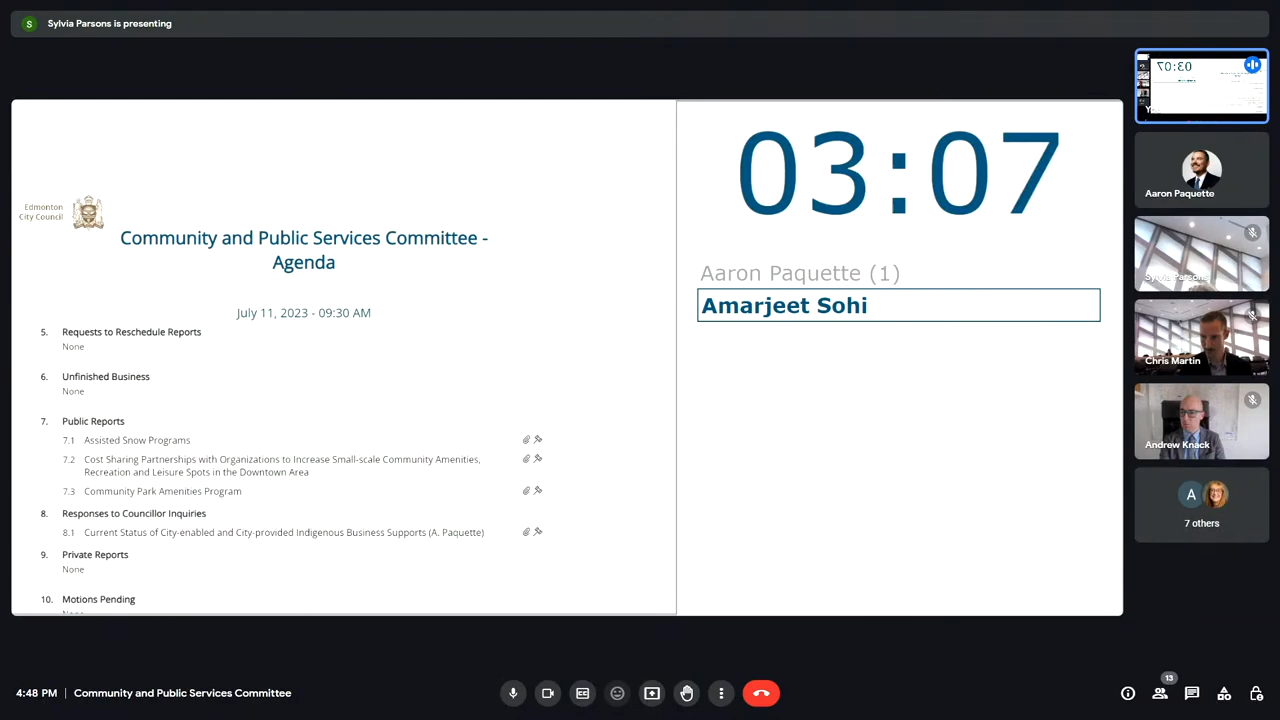 S Sylvia Parsons is presenting
Edmonton
City Council
Community and Public Services Committee -
Agenda
July 11, 2023 - 09:30 AM
5. Requests to Reschedule Reports
None
6. Unfinished Business
None
7. Public Reports
7.1 Assisted Snow Programs
7.2 Cost Sharing Partnerships with Organizations to Increase Small-scale Community Amenities,
Recreation and Leisure Spots in the Downtown Area
7.3 Community Park Amenities Program
8. Responses to Councillor Inquiries
8.1 Current Status of City-enabled and City-provided Indigenous Business Supports (A. Paquette)
9. Private Reports
None
10. Motions Pending
03:07
Aaron Paquette (1)
Amarjeet Sohi
03:07
Aaron Paquette
Sylvia Parsons
Chris Martin
Andrew Knack
A
7 others
4:48 PM | Community and Public Services Committee
13